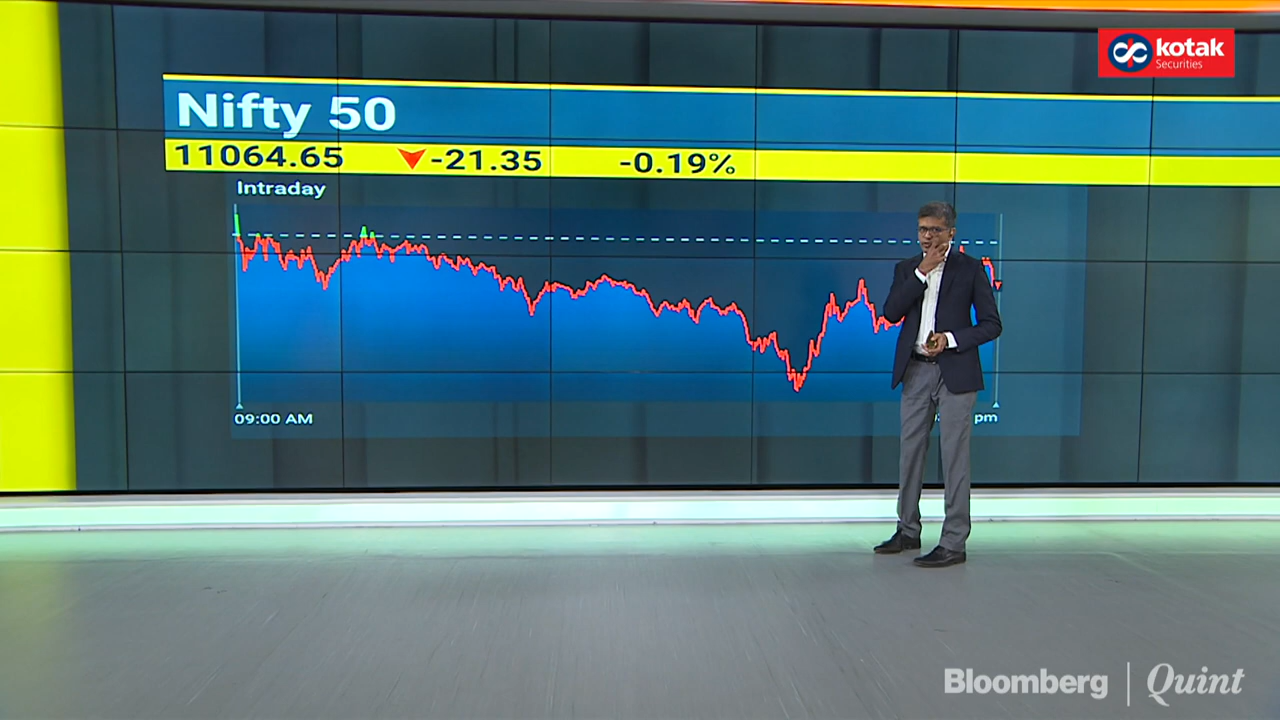 kotak
Securities
Nifty 50
11064.65 -21.35 -0.19%
Intraday
09:00 AM
pm
Bloomberg | Quint